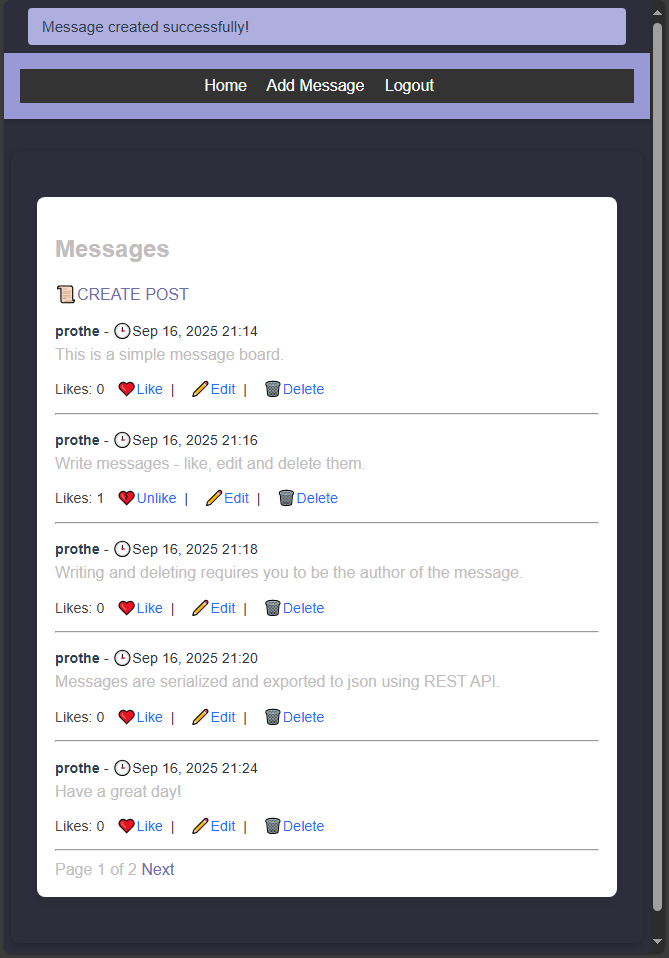 Message created successfully!
Home Add Message Logout
Messages
CREATE POST
prothe - Sep 16, 2025 21:14
This is a simple message board.
Likes: 0 Like | Edit | Delete
prothe - Sep 16, 2025 21:16
Write messages - like, edit and delete them.
Likes: 1 Unlike | Edit | Delete
prothe - Sep 16, 2025 21:18
Writing and deleting requires you to be the author of the message.
Likes: 0 Like | Edit | Delete
prothe - Sep 16, 2025 21:20
Messages are serialized and exported to json using REST API.
Likes: 0 Like | Edit | Delete
prothe - Sep 16, 2025 21:24
Have a great day!
Likes: 0 Like | Edit | Delete
Page 1 of 2 Next